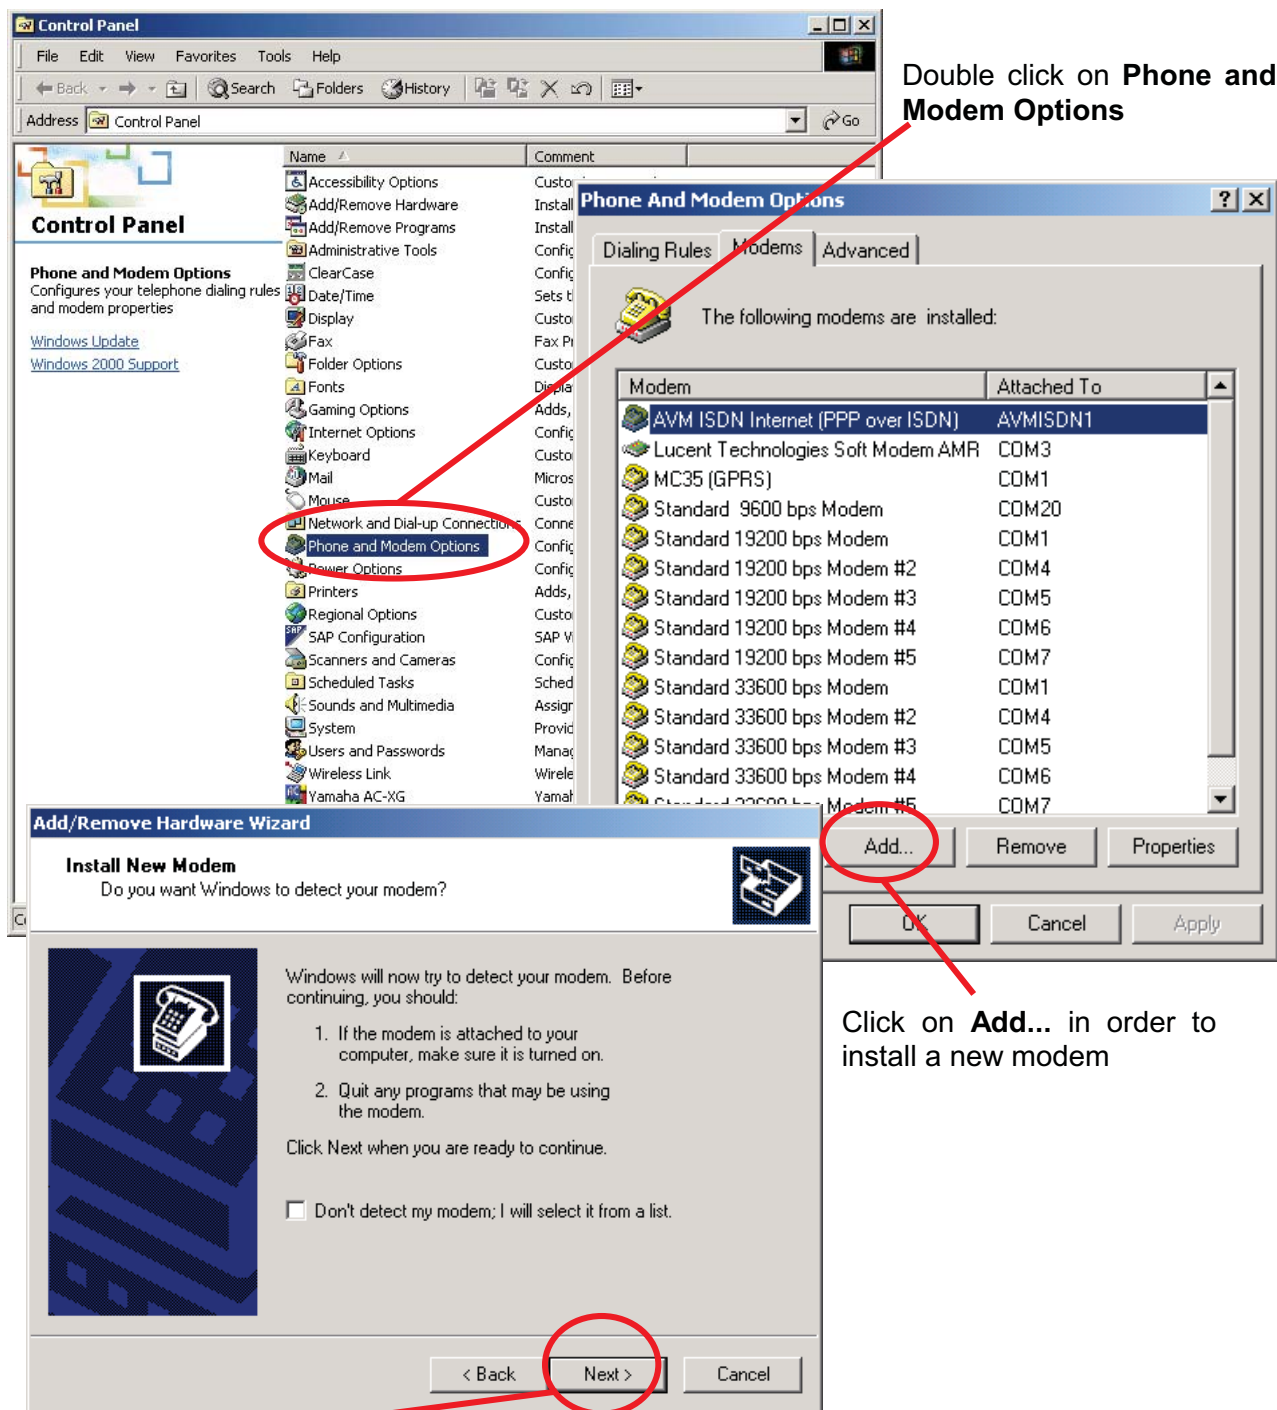 Control Panel
File Edit View Favorites Tools Help
Back Search Folders History
Address Control Panel Go
Double click on Phone and
Modem Options
Control Panel
Phone and Modem Options
Configures your telephone dialing rules
and modem properties
Windows Update
Windows 2000 Support
Name Comment
Accessibility Options
Add/Remove Hardware Install
Add/Remove Programs Install
Administrative Tools
ClearCase
Date/Time Sets
Display
Fax Fax
Folder Options
Fonts
Gaming Options Adds,
Internet Options
Keyboard
Mail
Mouse
Network and Dial-up Connections
Phone and Modem Options
Power Options
Printers Adds,
Regional Options
SAP Configuration SAP
Scanners and Cameras
Scheduled Tasks
Sounds and Multimedia
System
Users and Passwords
Wireless Link
Yamaha AC-XG
Phone And Modem Options
Dialing Rules Modems Advanced
The following modems are installed:
Modem Attached To
AVM ISDN Internet (PPP over ISDN) AVMISDN1
Lucent Technologies Soft Modem AMR COM3
MC35 (GPRS) COM1
Standard 9600 bps Modem COM20
Standard 19200 bps Modem COM1
Standard 19200 bps Modem #2 COM4
Standard 19200 bps Modem #3 COM5
Standard 19200 bps Modem #4 COM6
Standard 19200 bps Modem #5 COM7
Standard 33600 bps Modem COM1
Standard 33600 bps Modem #2 COM4
Standard 33600 bps Modem #3 COM5
Standard 33600 bps Modem #4 COM6
Standard 33600 bps Modem #5 COM7
Add... Remove Properties
OK Cancel Apply
Click on Add... in order to
install a new modem
Add/Remove Hardware Wizard
Install New Modem
Do you want Windows to detect your modem?
Windows will now try to detect your modem. Before
continuing, you should:
1. If the modem is attached to your
computer, make sure it is turned on.
2. Quit any programs that may be using
the modem.
Click Next when you are ready to continue.
Don't detect my modem; I will select it from a list.
< Back Next > Cancel